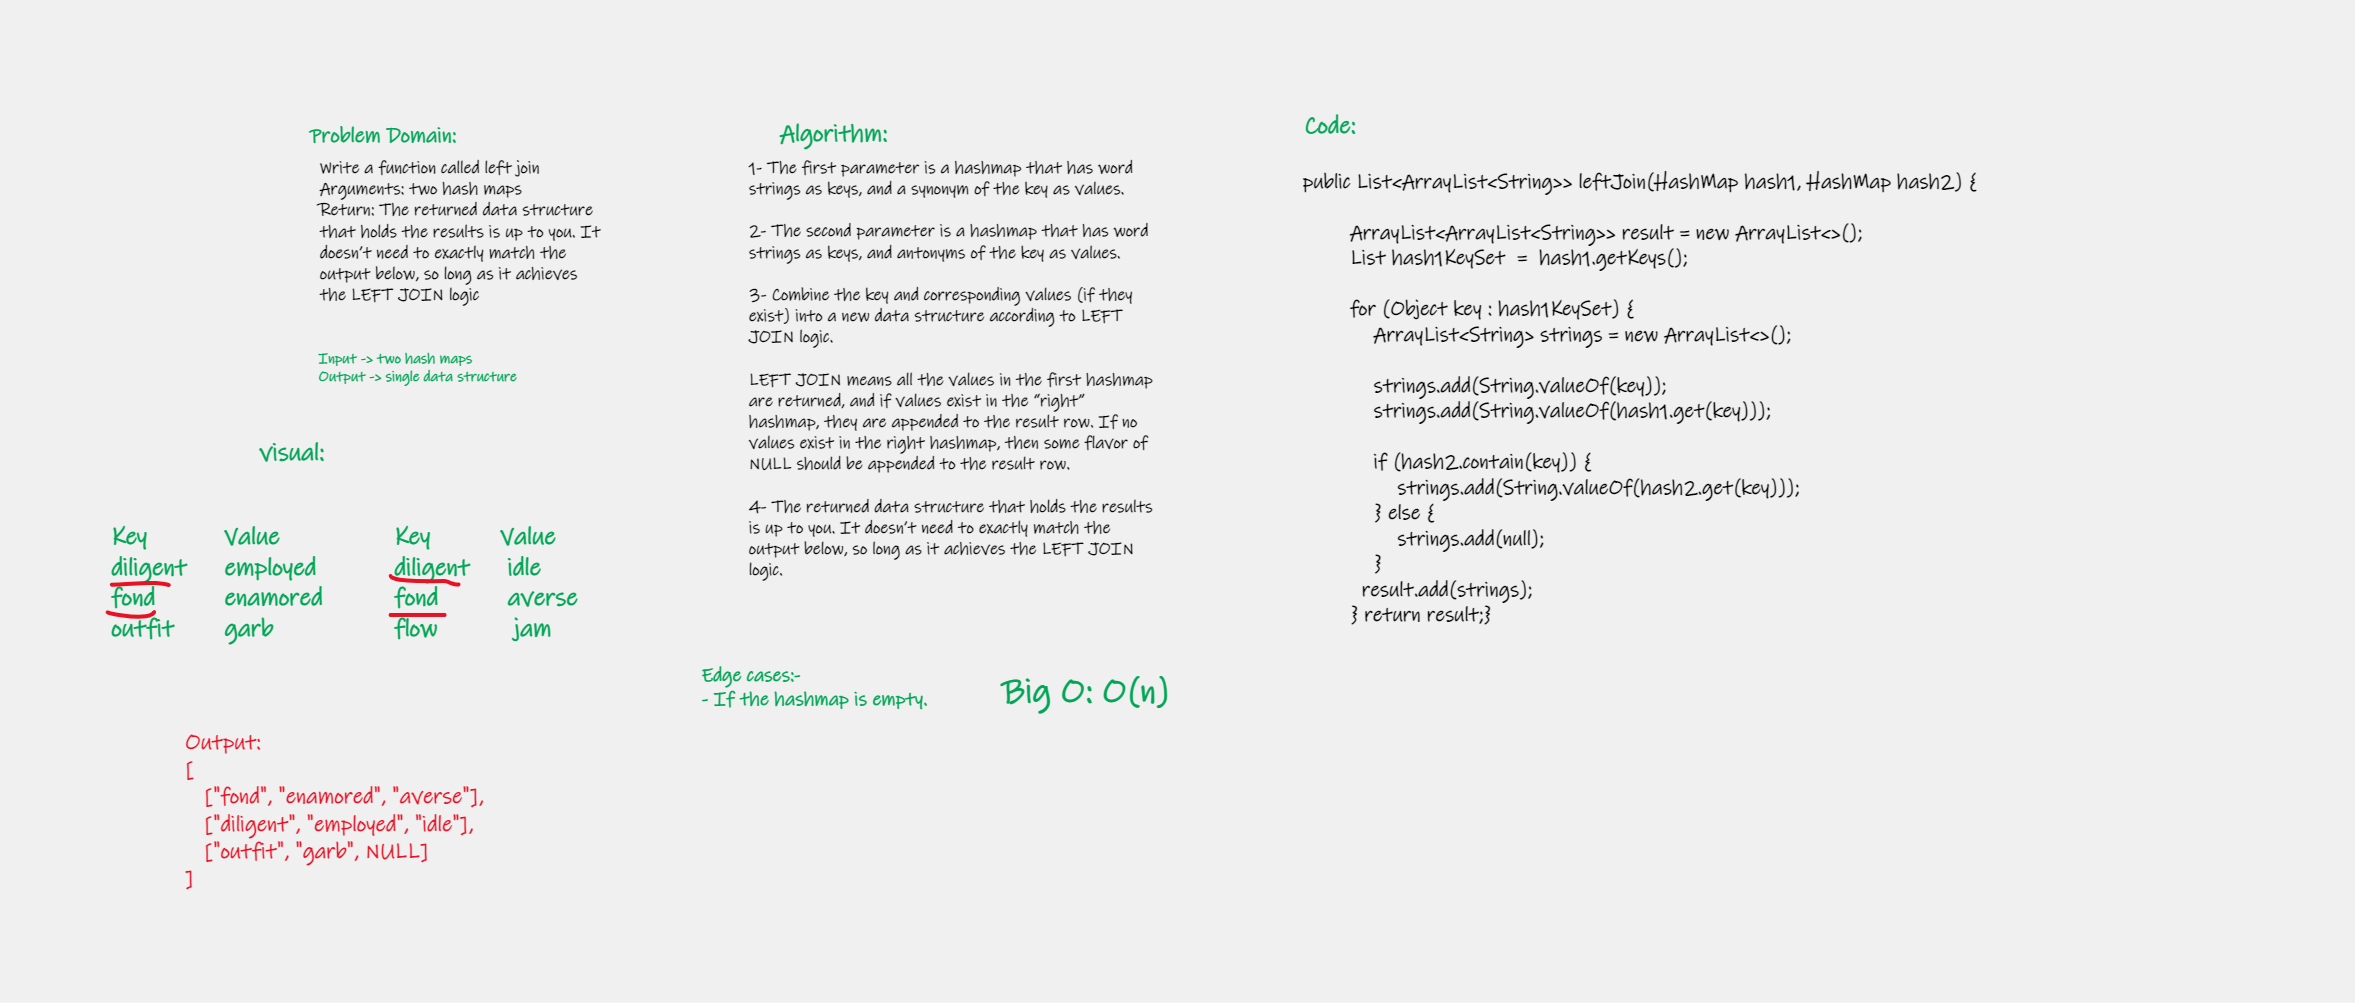 Problem Domain:
Write a function called left join
Arguments: two hash maps
Return: The returned data structure
that holds the results is up to you. It
doesn't need to exactly match the
output below, so long as it achieves
the LEFT JOIN logic
Input -> two hash maps
Output -> single data structure
visual:
Key Value Key Value
diligent employed diligent idle
fond enamored fond averse
outfit garb flow jam
Output:
[
["fond", "enamored", "averse"],
["diligent", "employed", "idle"],
["outfit", "garb", NULL]
]
Algorithm:
1- The first parameter is a hashmap that has word
strings as keys, and a synonym of the key as values.
2- The second parameter is a hashmap that has word
strings as keys, and antonyms of the key as values.
3- Combine the key and corresponding values (if they
exist) into a new data structure according to LEFT
JOIN logic.
LEFT JOIN means all the values in the first hashmap
are returned, and if values exist in the "right"
hashmap, they are appended to the result row. If no
values exist in the right hashmap, then some flavor of
NULL should be appended to the result row.
4- The returned data structure that holds the results
is up to you. It doesn't need to exactly match the
output below, so long as it achieves the LEFT JOIN
logic.
Edge cases:-
- If the hashmap is empty.
Big O: O(n)
Code:
public List<ArrayList<String>> leftJoin(HashMap hash1, HashMap hash2) {
ArrayList<ArrayList<String>> result = new ArrayList<>();
List hash1KeySet = hash1.getKeys();
for (Object key : hash1KeySet) {
ArrayList<String> strings = new ArrayList<>();
strings.add(String.valueOf(key));
strings.add(String.valueOf(hash1.get(key)));
if (hash2.contain(key)) {
strings.add(String.valueOf(hash2.get(key)));
} else {
strings.add(null);
}
result.add(strings);
} return result;}